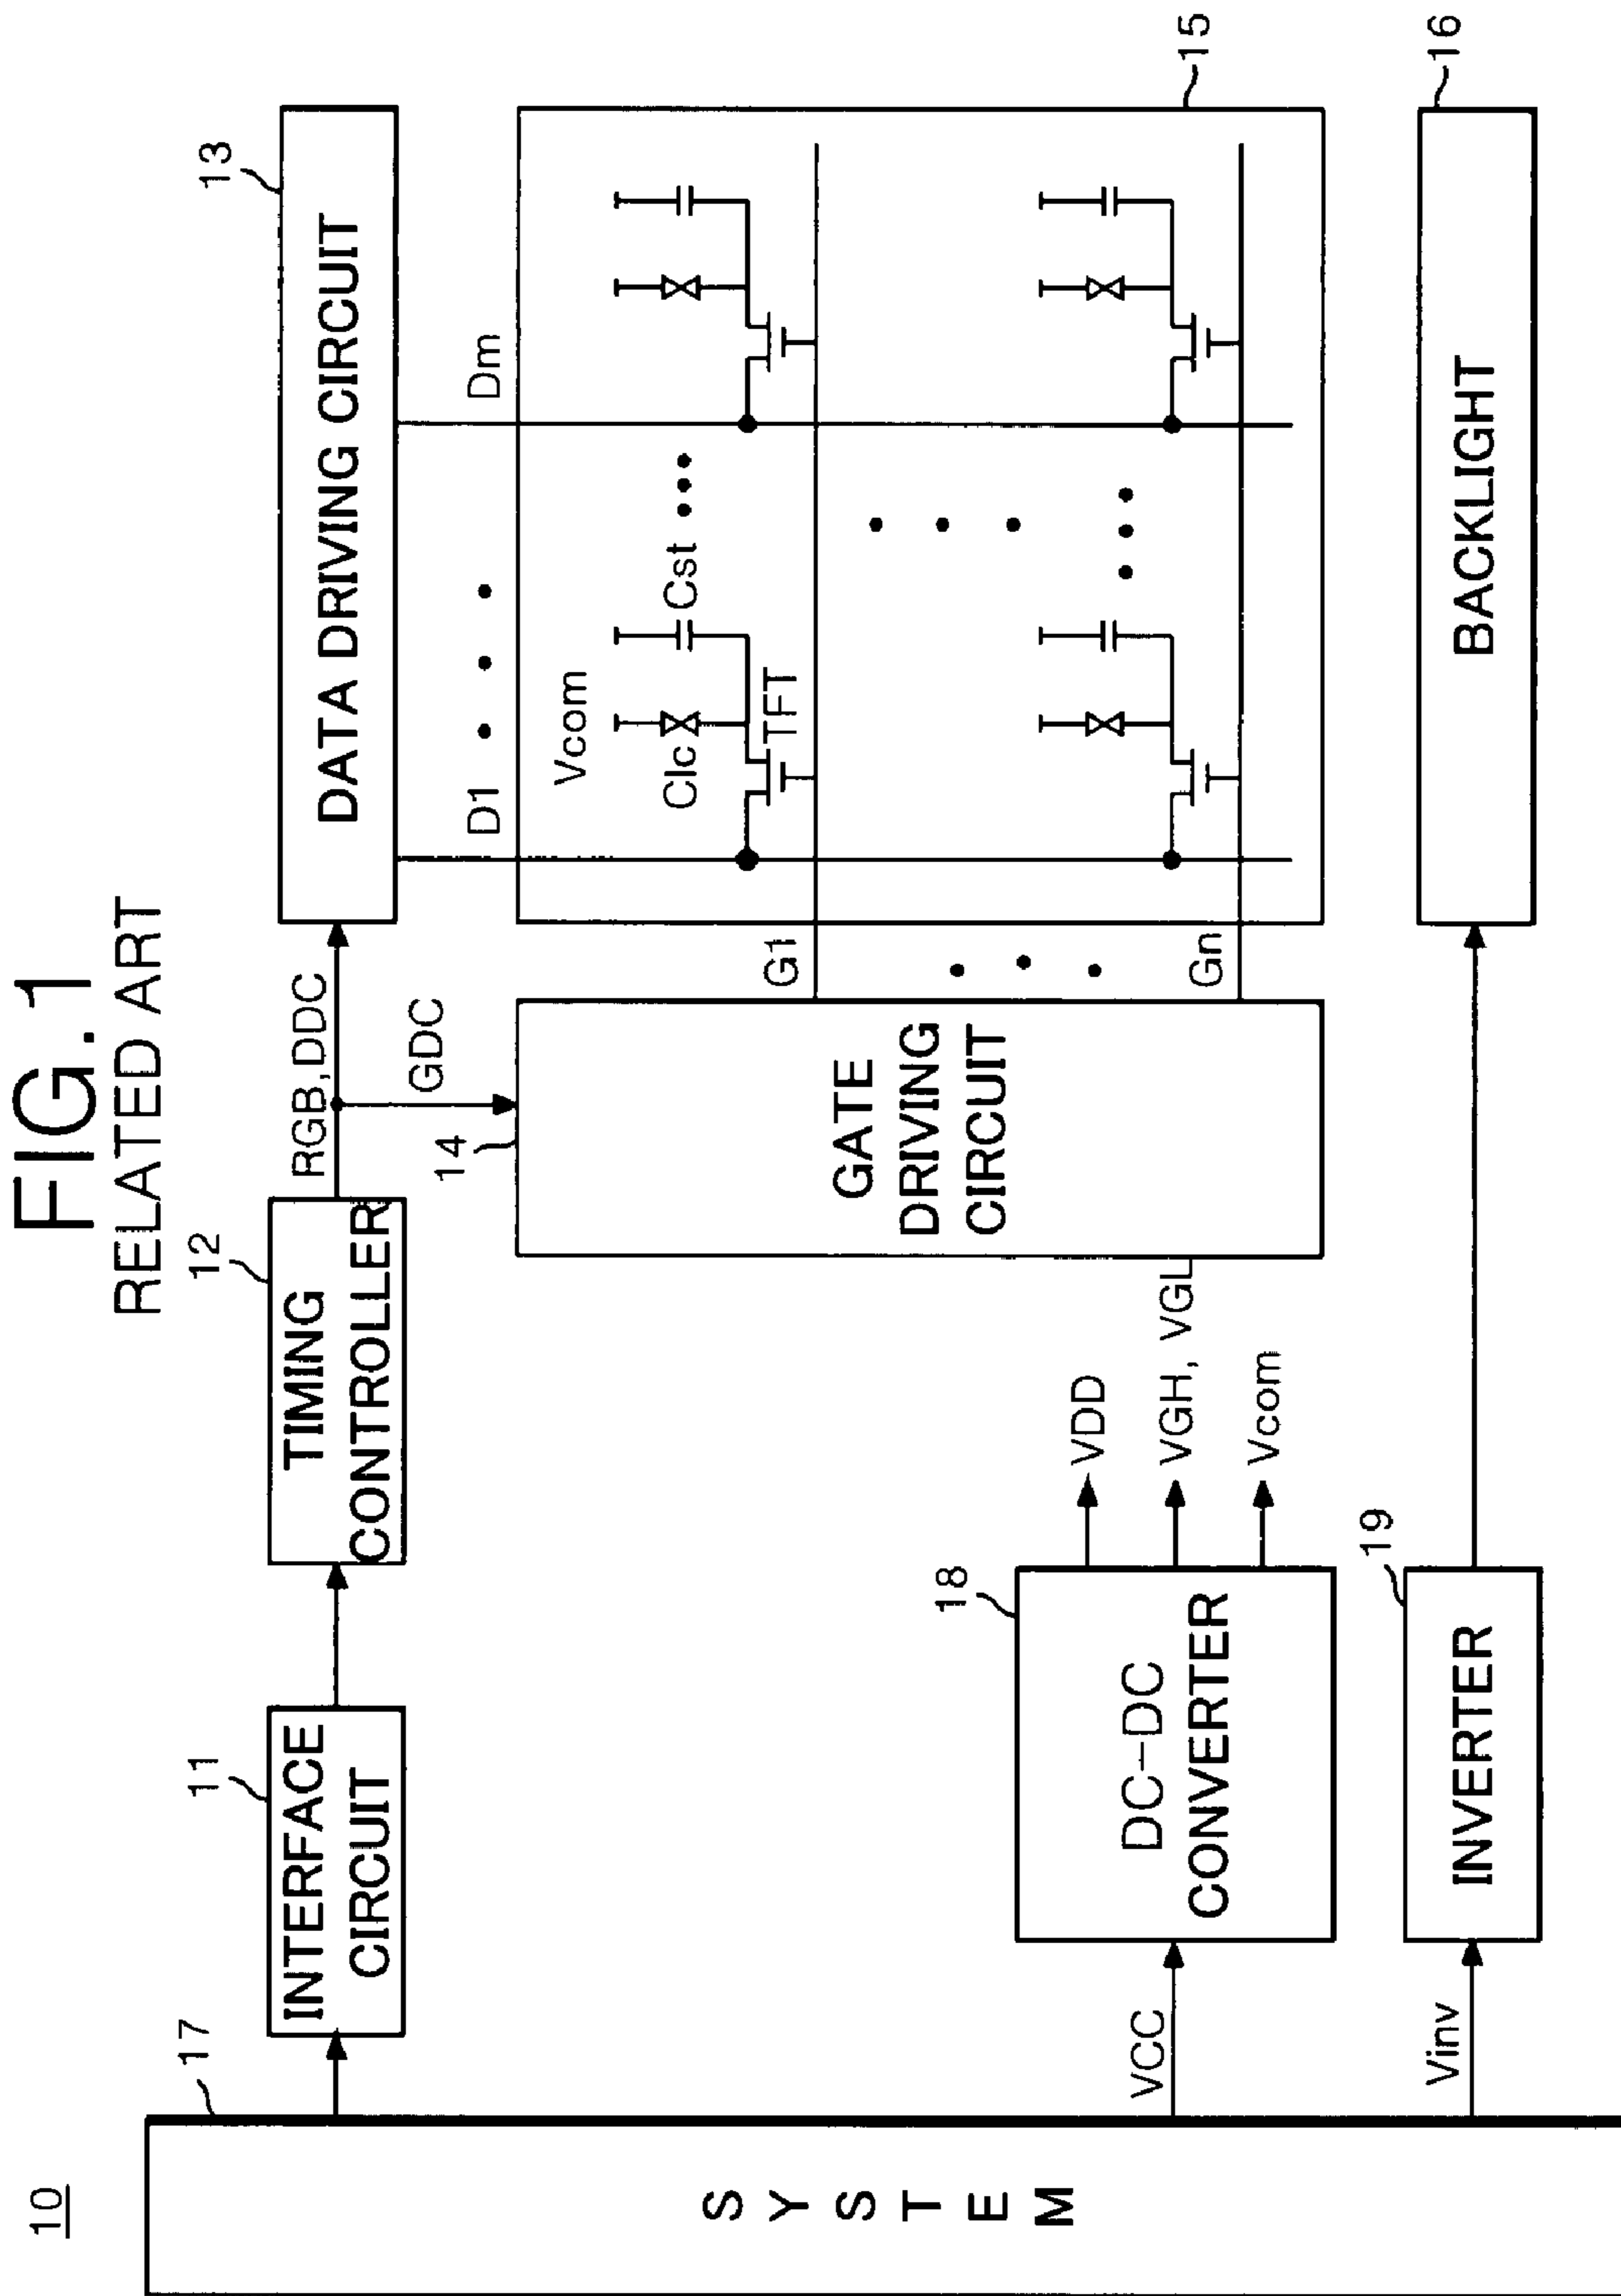 FIG. 1
RELATED ART
10
17
SYSTEM
11
INTERFACE
CIRCUIT
12
TIMING
CONTROLLER
RGB, DDC
GDC
13
DATA DRIVING CIRCUIT
14
GATE
DRIVING
CIRCUIT
D1
Dm
G1
Gn
Vcom
Clc
Cst
TFT
15
VCC
18
DC-DC
CONVERTER
VDD
VGH, VGL
Vcom
Vinv
19
INVERTER
16
BACKLIGHT